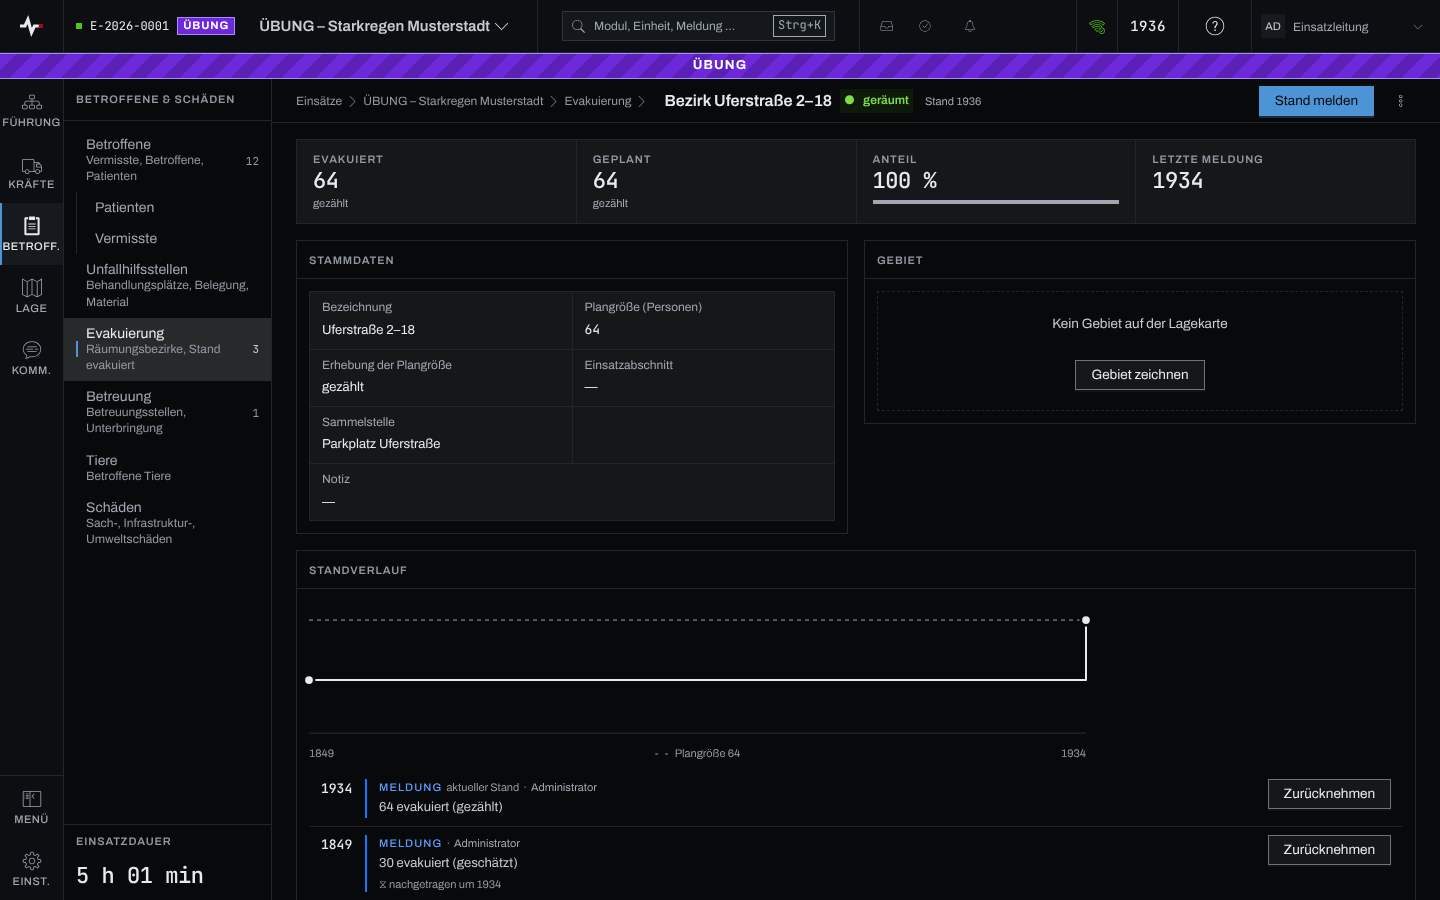 E-2026-0001 ÜBUNG ÜBUNG – Starkregen Musterstadt Modul, Einheit, Meldung ... Strg+K 1936 ? AD Einsatzleitung
ÜBUNG
FÜHRUNG
KRÄFTE
BETROFF.
LAGE
KOMM.
MENÜ
EINST.
BETROFFENE & SCHÄDEN
Betroffene
Vermisste, Betroffene, Patienten 12
Patienten
Vermisste
Unfallhilfsstellen
Behandlungsplätze, Belegung,
Material
Evakuierung
Räumungsbezirke, Stand
evakuiert 3
Betreuung
Betreuungsstellen,
Unterbringung 1
Tiere
Betroffene Tiere
Schäden
Sach-, Infrastruktur-,
Umweltschäden
EINSATZDAUER
5 h 01 min
Einsätze ÜBUNG – Starkregen Musterstadt Evakuierung Bezirk Uferstraße 2–18 geräumt Stand 1936 Stand melden
EVAKUIERT
64
gezählt
GEPLANT
64
gezählt
ANTEIL
100 %
LETZTE MELDUNG
1934
STAMMDATEN
Bezeichnung
Uferstraße 2–18
Plangröße (Personen)
64
Erhebung der Plangröße
gezählt
Einsatzabschnitt
—
Sammelstelle
Parkplatz Uferstraße
Notiz
—
GEBIET
Kein Gebiet auf der Lagekarte
Gebiet zeichnen
STANDVERLAUF
1849 - - Plangröße 64 1934
1934 MELDUNG aktueller Stand · Administrator
64 evakuiert (gezählt)
Zurücknehmen
1849 MELDUNG · Administrator
30 evakuiert (geschätzt)
nachgetragen um 1934
Zurücknehmen